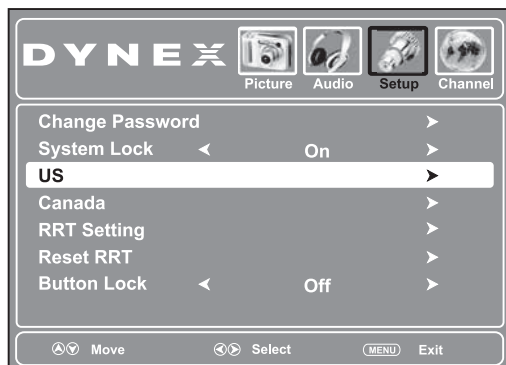 DYNEX
Picture Audio Setup Channel
Change Password
System Lock On
US
Canada
RRT Setting
Reset RRT
Button Lock Off
Move Select MENU Exit